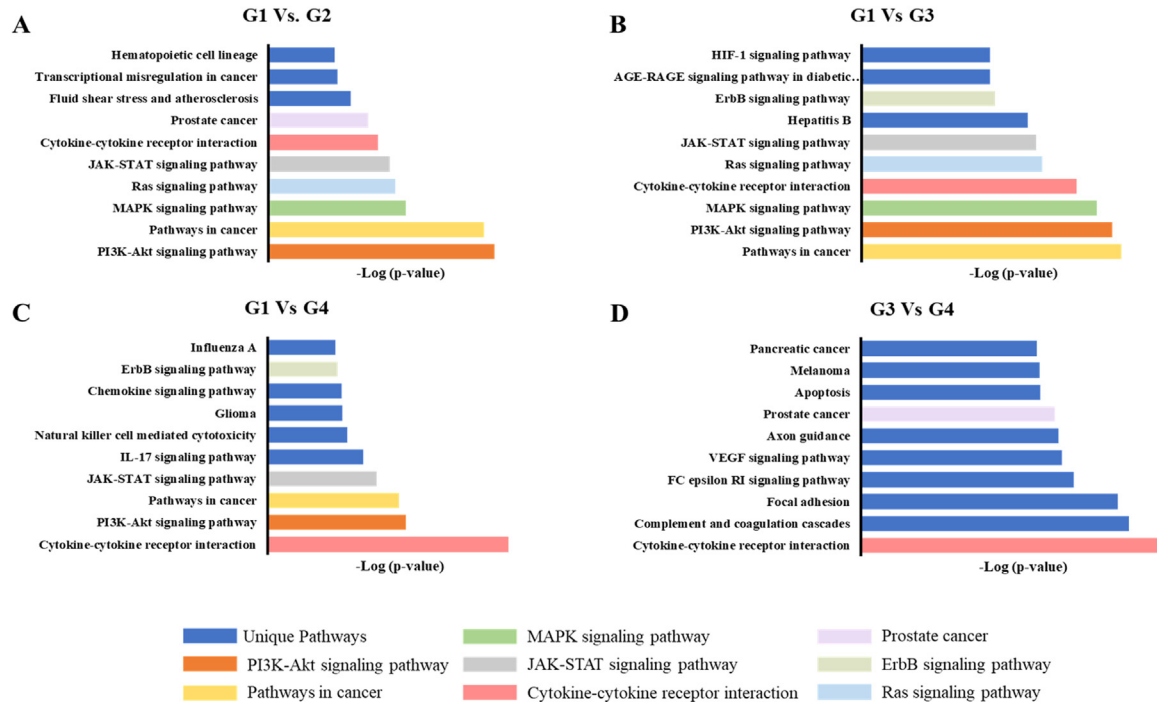 A
G1 Vs. G2
Hematopoietic cell lineage
Transcriptional misregulation in cancer
Fluid shear stress and atherosclerosis
Prostate cancer
Cytokine-cytokine receptor interaction
JAK-STAT signaling pathway
Ras signaling pathway
MAPK signaling pathway
Pathways in cancer
PI3K-Akt signaling pathway
-Log (p-value)
B
G1 Vs G3
HIF-1 signaling pathway
AGE-RAGE signaling pathway in diabetic..
ErbB signaling pathway
Hepatitis B
JAK-STAT signaling pathway
Ras signaling pathway
Cytokine-cytokine receptor interaction
MAPK signaling pathway
PI3K-Akt signaling pathway
Pathways in cancer
-Log (p-value)
C
G1 Vs G4
Influenza A
ErbB signaling pathway
Chemokine signaling pathway
Glioma
Natural killer cell mediated cytotoxicity
IL-17 signaling pathway
JAK-STAT signaling pathway
Pathways in cancer
PI3K-Akt signaling pathway
Cytokine-cytokine receptor interaction
-Log (p-value)
D
G3 Vs G4
Pancreatic cancer
Melanoma
Apoptosis
Prostate cancer
Axon guidance
VEGF signaling pathway
FC epsilon RI signaling pathway
Focal adhesion
Complement and coagulation cascades
Cytokine-cytokine receptor interaction
-Log (p-value)
Unique Pathways
MAPK signaling pathway
Prostate cancer
PI3K-Akt signaling pathway
JAK-STAT signaling pathway
ErbB signaling pathway
Pathways in cancer
Cytokine-cytokine receptor interaction
Ras signaling pathway